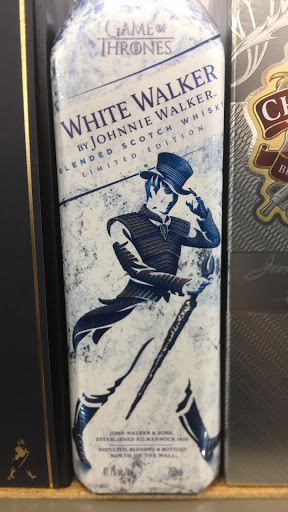 GAME OF
THRONES
WHITE WALKER
BY JOHNNIE WALKER
BLENDED SCOTCH WHISKY
LIMITED EDITION
JOHN WALKER & SONS
ESTABLISHED KILMARNOCK 1820
DISTILLED, BLENDED & BOTTLED
NORTH OF THE WALL
CH